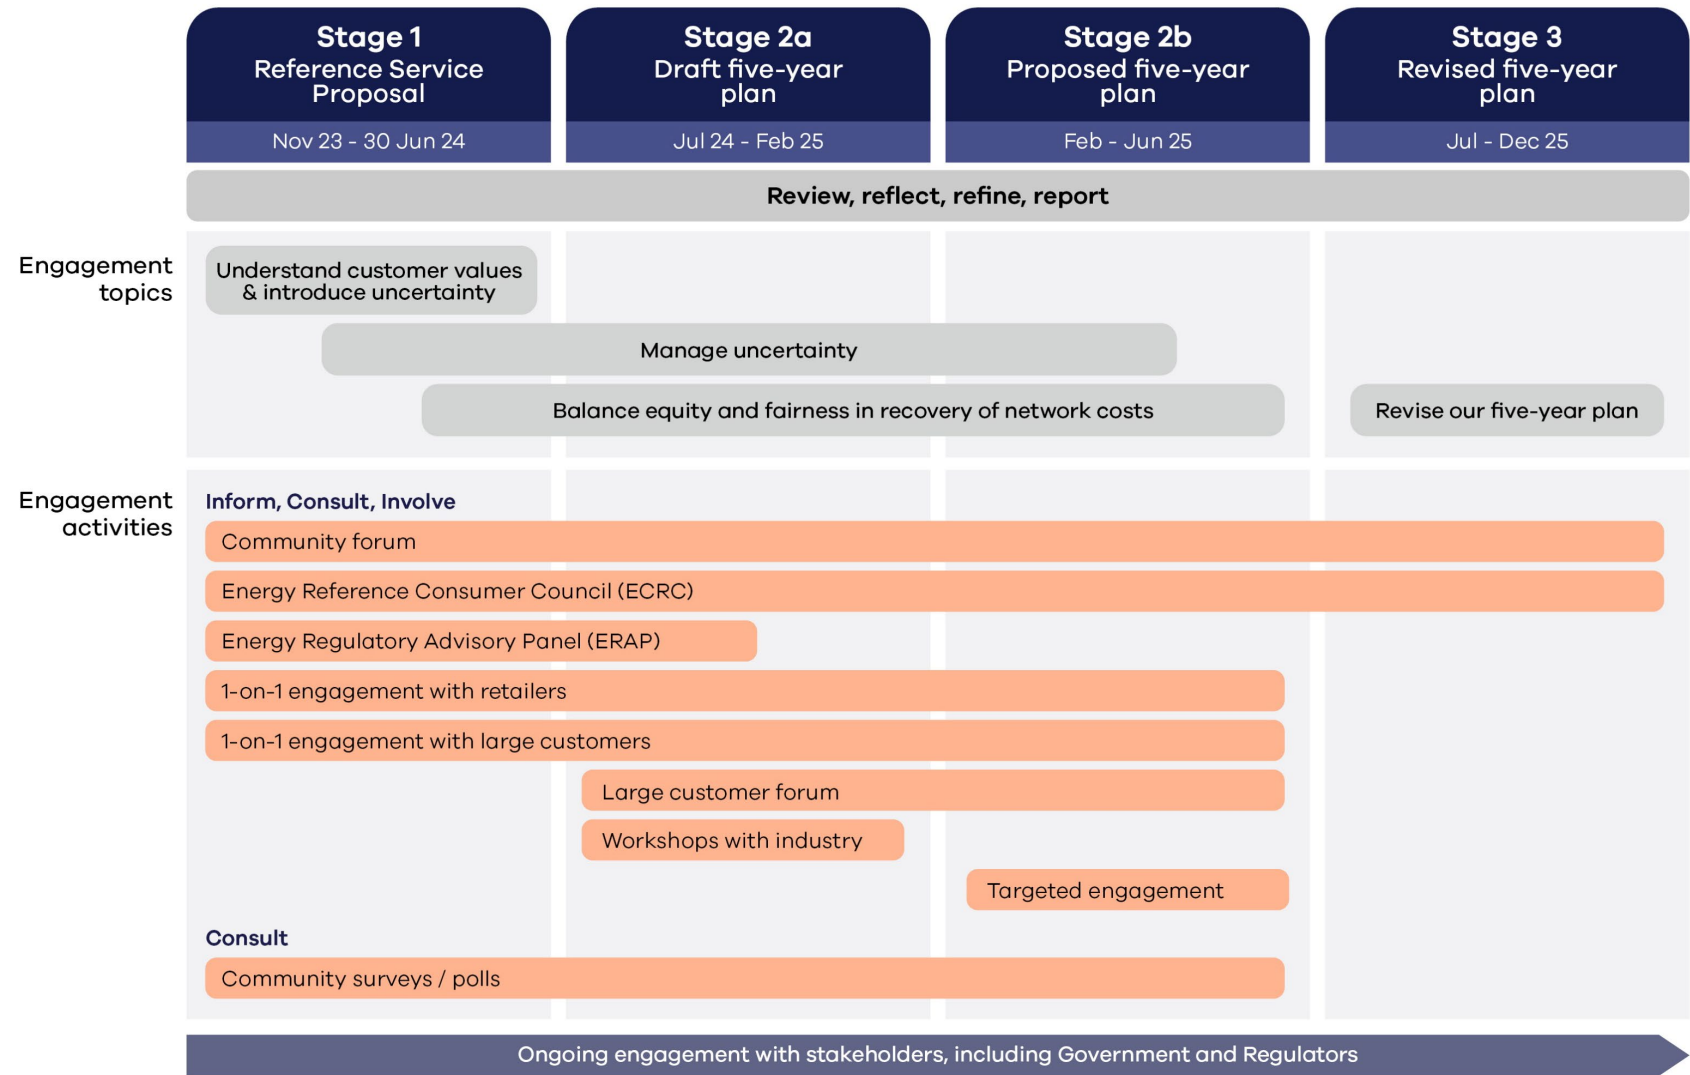 Stage 1
Reference Service
Proposal
Nov 23 - 30 Jun 24
Stage 2a
Draft five-year
plan
Jul 24 - Feb 25
Stage 2b
Proposed five-year
plan
Feb - Jun 25
Stage 3
Revised five-year
plan
Jul - Dec 25
Review, reflect, refine, report
Engagement
topics
Understand customer values
& introduce uncertainty
Manage uncertainty
Balance equity and fairness in recovery of network costs
Revise our five-year plan
Engagement
activities
Inform, Consult, Involve
Community forum
Energy Reference Consumer Council (ECRC)
Energy Regulatory Advisory Panel (ERAP)
1-on-1 engagement with retailers
1-on-1 engagement with large customers
Large customer forum
Workshops with industry
Targeted engagement
Consult
Community surveys / polls
Ongoing engagement with stakeholders, including Government and Regulators